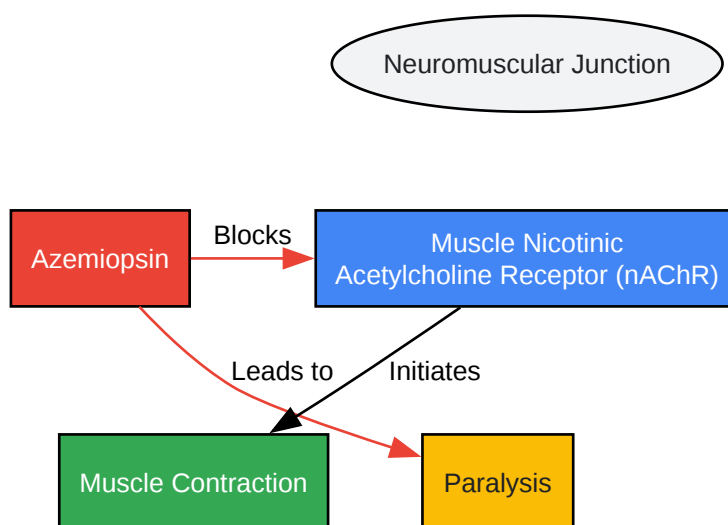 Neuromuscular Junction
Azemiopsin
Blocks
Muscle Nicotinic
Acetylcholine Receptor (nAChR)
Leads to
Initiates
Muscle Contraction
Paralysis